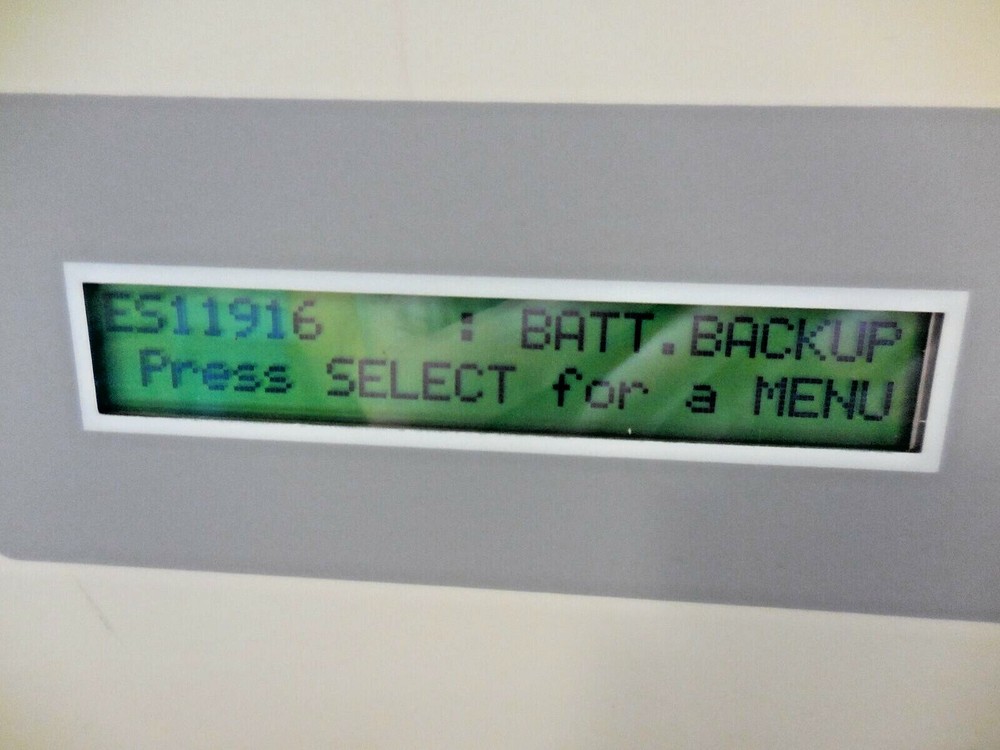 ES11916 : BATT.BACKUP
Press SELECT for a MENU